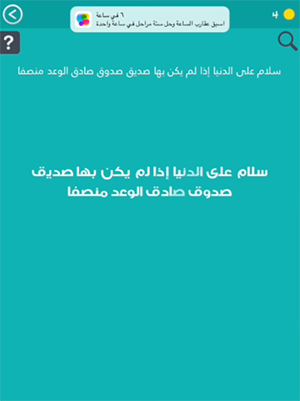 ٦ في ساعة
اسبق عقارب الساعة وحل ستة مراحل في ساعة واحدة
4
?
سلام على الدنيا إذا لم يكن بها صديق صدوق صادق الوعد منصفا
سلام على الدنيا إذا لم يكن بها صديق
صدوق صادق الوعد منصفا